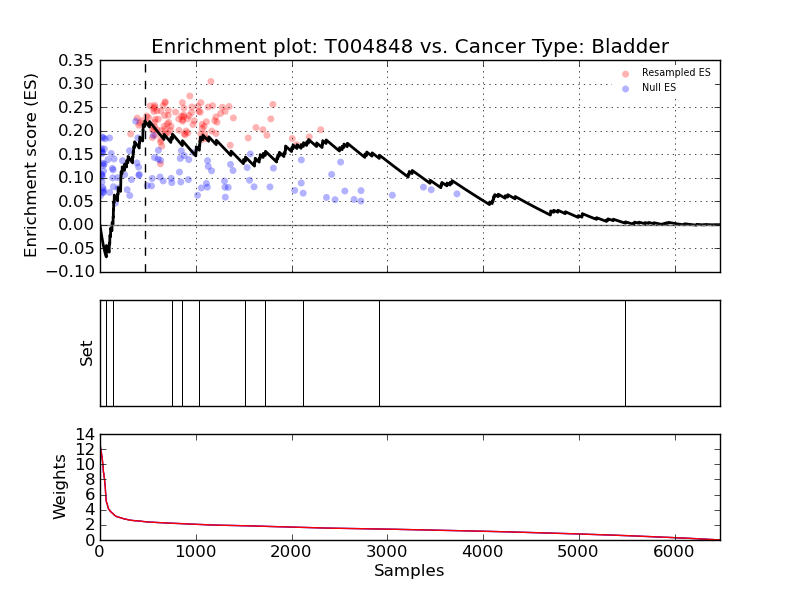 Enrichment plot: T004848 vs. Cancer Type: Bladder
Enrichment score (ES)
0.35
0.30
0.25
0.20
0.15
0.10
0.05
0.00
−0.05
−0.10
Resampled ES
Null ES
Set
Weights
14
12
10
8
6
4
2
0
0 1000 2000 3000 4000 5000 6000
Samples